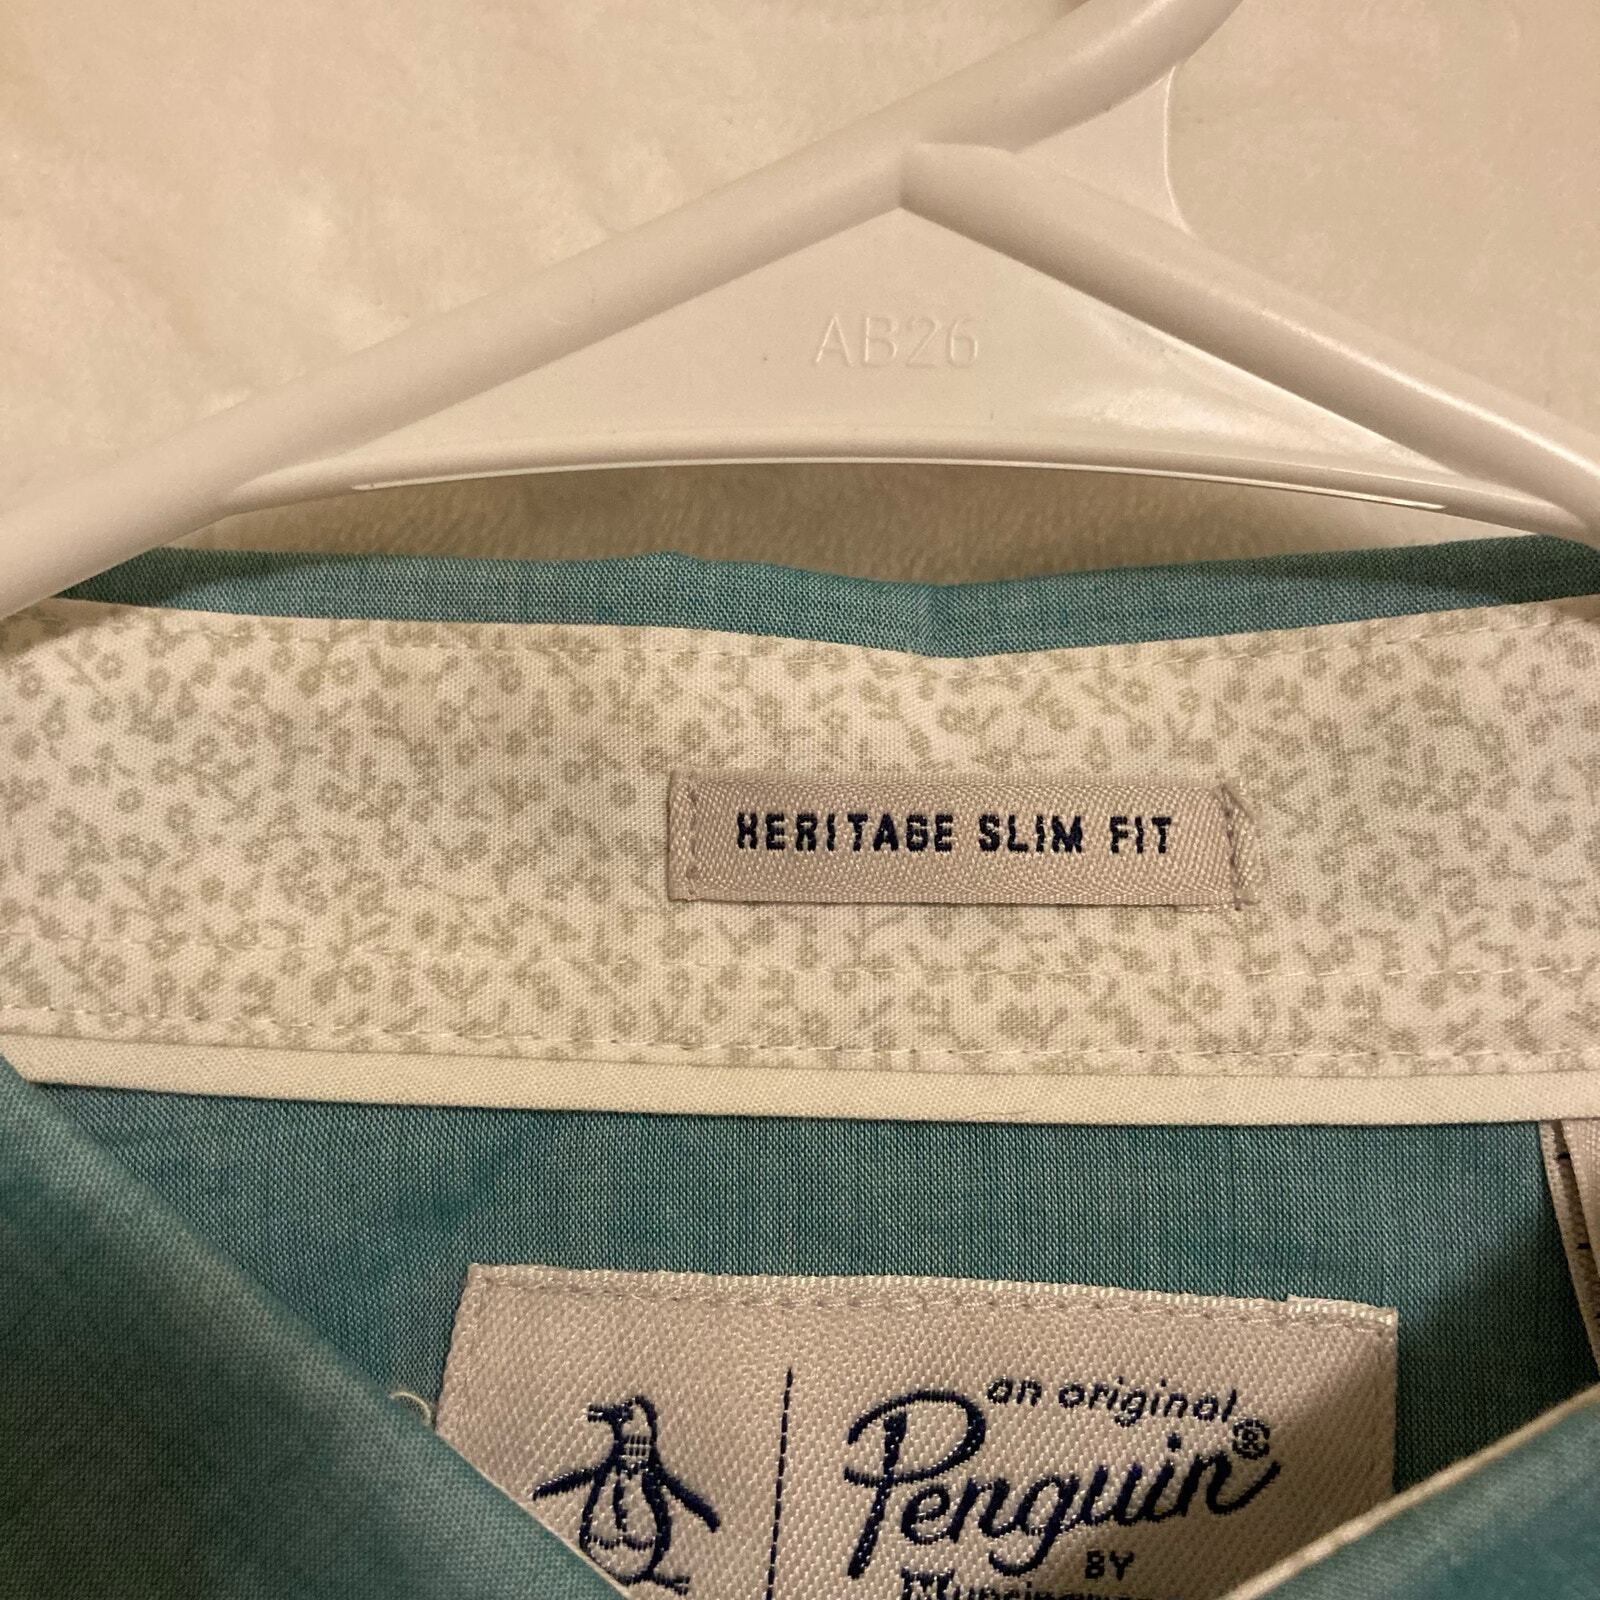 AB26
HERITAGE SLIM FIT
an original
Penguin®
BY